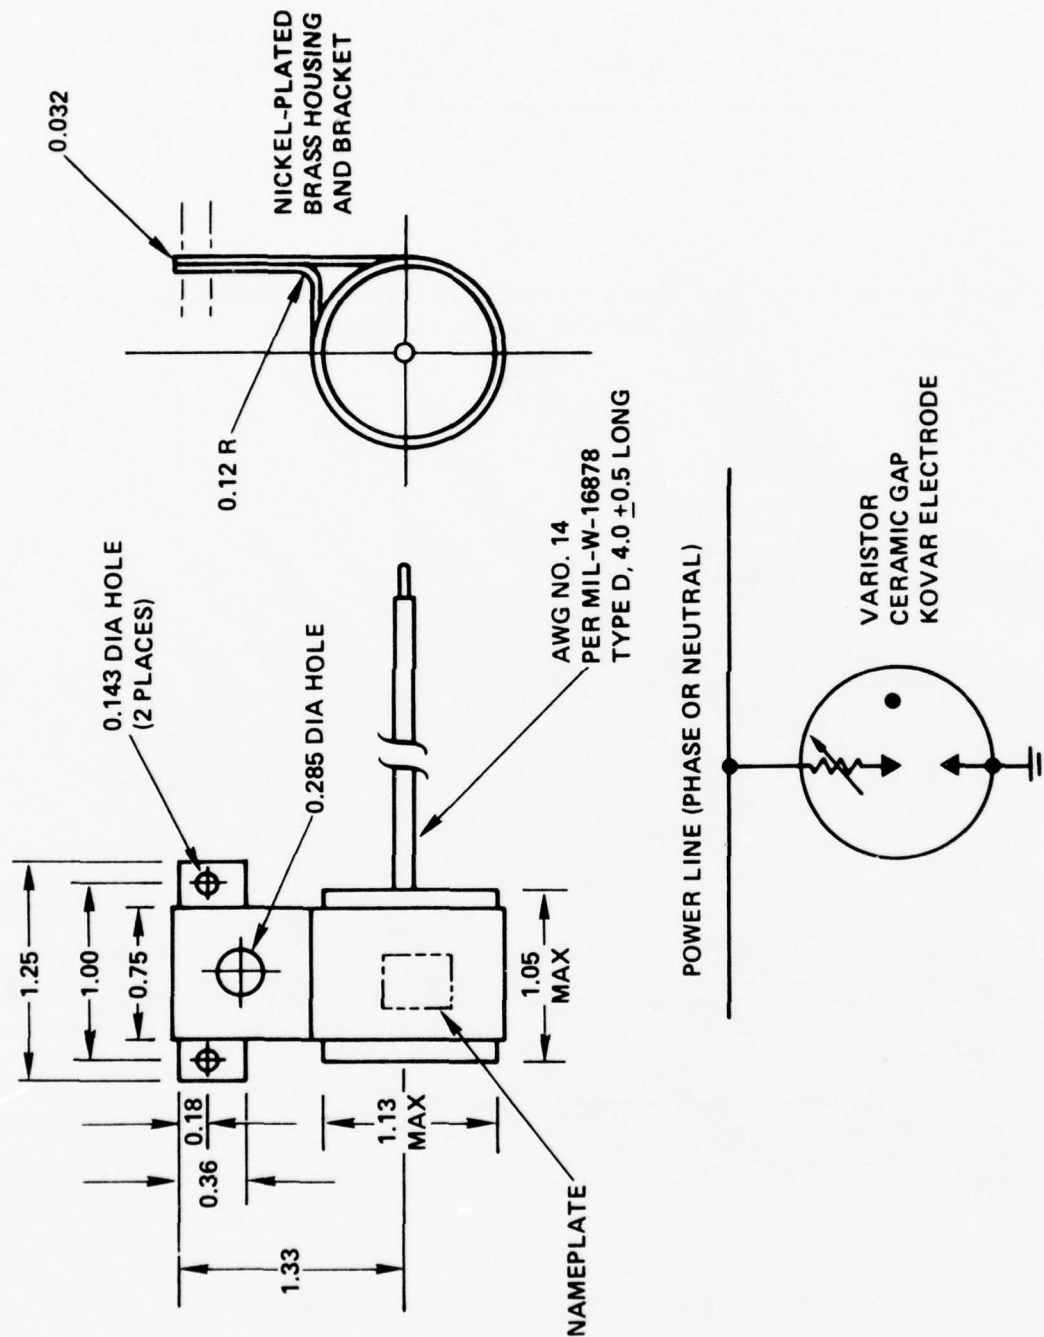 1.25
1.00
0.75
0.143 DIA HOLE
(2 PLACES)
0.285 DIA HOLE
0.18
0.36
1.33
1.13
MAX
1.05
MAX
NAMEPLATE
AWG NO. 14
PER MIL-W-16878
TYPE D, 4.0 ±0.5 LONG
0.032
0.12 R
NICKEL-PLATED
BRASS HOUSING
AND BRACKET
POWER LINE (PHASE OR NEUTRAL)
VARISTOR
CERAMIC GAP
KOVAR ELECTRODE